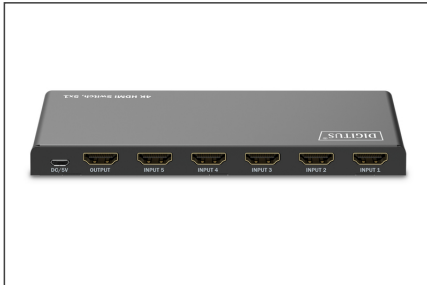 4K HDMI Switch, 5x1
DIGITUS®
DC/5V OUTPUT INPUT 5 INPUT 4 INPUT 3 INPUT 2 INPUT 1